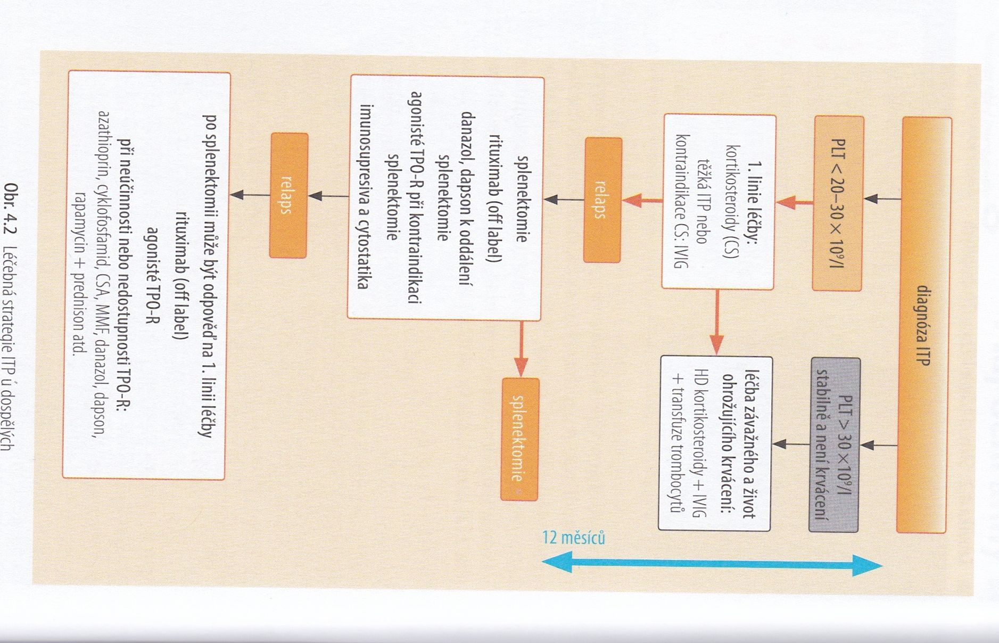 diagnóza ITP
PLT < 20–30 × 10⁹/l
PLT > 30 ×10⁹/l
stabilně a není krvácení
1. linie léčby:
kortikosteroidy (CS)
těžká ITP nebo
kontraindikace CS: IVIG
léčba závažného a život
ohrožujícího krvácení:
HD kortikosteroidy + IVIG
+ transfuze trombocytů
12 měsíců
relaps
splenektomie
rituximab (off label)
danazol, dapson k oddálení
splenektomie
agonisté TPO-R při kontraindikaci
splenektomie
imunosupresiva a cytostatika
splenektomie
relaps
po splenektomii může být odpověď na 1. linii léčby
rituximab (off label)
agonisté TPO-R
při neúčinnosti nebo nedostupnosti TPO-R:
azathioprin, cyklofosfamid, CSA, MMF, danazol, dapson,
rapamycin + prednison atd.
Obr. 4.2 Léčebná strategie ITP u dospělých